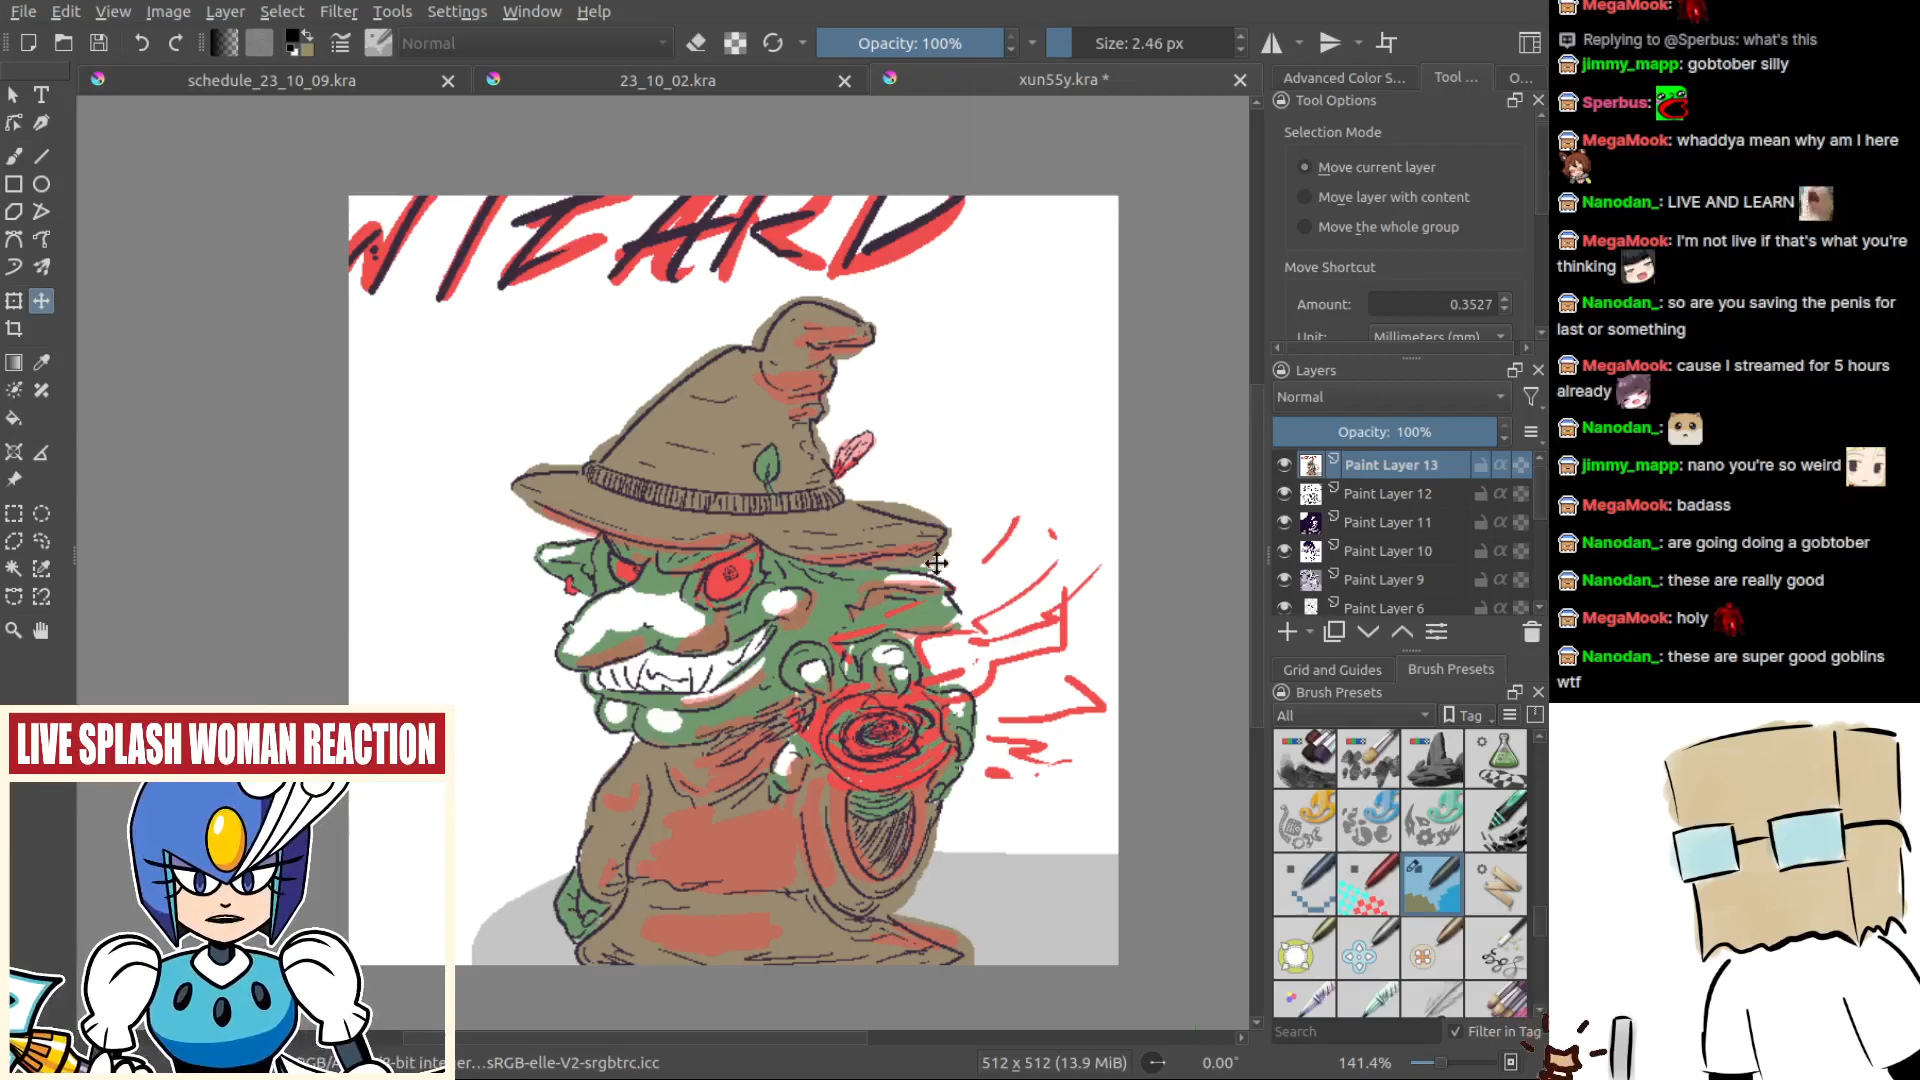 File Edit View Image Layer Select Filter Tools Settings Window Help
Normal
Opacity: 100%
Size: 2.46 px
schedule_23_10_09.kra
23_10_02.kra
xun55y.kra *
Advanced Color S...
Tool ...
O...
Tool Options
Selection Mode
Move current layer
Move layer with content
Move the whole group
Move Shortcut
Amount:
0.3527
Unit:
Millimeters (mm)
Layers
Normal
Opacity: 100%
Paint Layer 13
Paint Layer 12
Paint Layer 11
Paint Layer 10
Paint Layer 9
Paint Layer 6
Grid and Guides
Brush Presets
Brush Presets
All
Tag
Search
Filter in Tag
8-bit integer...sRGB-elle-V2-srgbtrc.icc
512 x 512 (13.9 MiB)
0.00°
141.4%
WIZARD
LIVE SPLASH WOMAN REACTION
MegaMook:
Replying to @Sperbus: what's this
jimmy_mapp: gobtober silly
Sperbus:
MegaMook: whaddya mean why am I here
Nanodan_: LIVE AND LEARN
MegaMook: I'm not live if that's what you're
thinking
Nanodan_: so are you saving the penis for
last or something
MegaMook: cause I streamed for 5 hours
already
Nanodan_:
jimmy_mapp: nano you're so weird
MegaMook: badass
Nanodan_: are going doing a gobtober
Nanodan_: these are really good
MegaMook: holy
Nanodan_: these are super good goblins
wtf